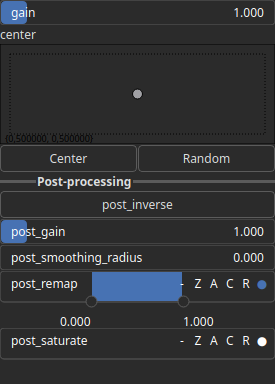 gain 1.000
center
(0.500000, 0.500000)
Center Random
Post-processing
post_inverse
post_gain 1.000
post_smoothing_radius 0.000
post_remap - Z A C R
0.000 1.000
post_saturate - Z A C R